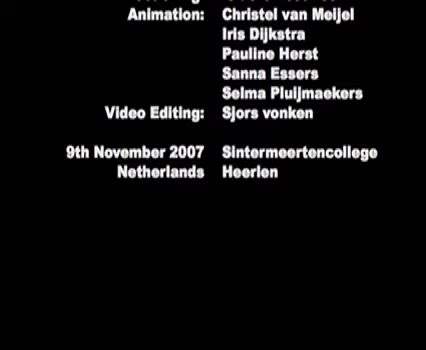 Animation: Christel van Meijel
Iris Dijkstra
Pauline Herst
Sanna Essers
Selma Pluijmaekers
Video Editing: Sjors vonken
9th November 2007 Sintermeertencollege
Netherlands Heerlen